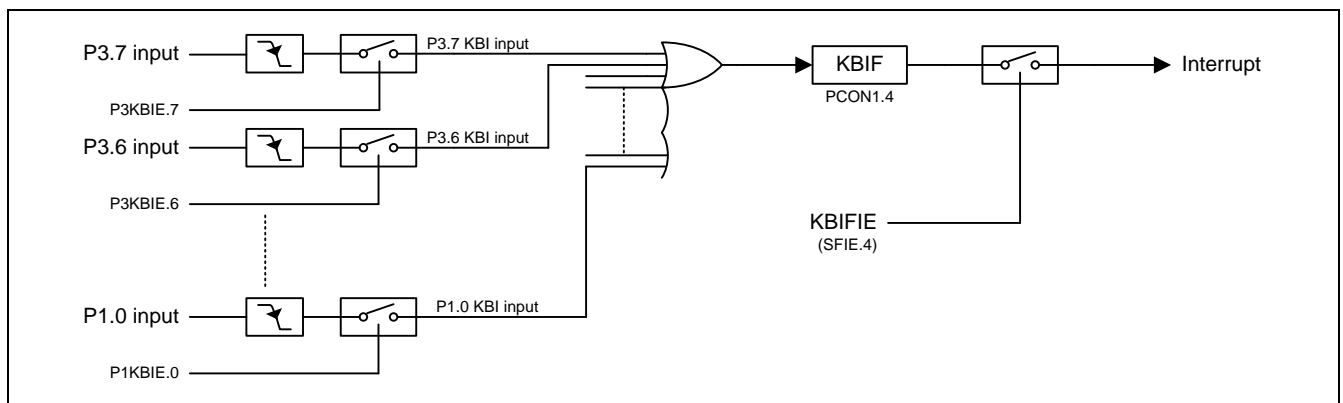 P3.7 input
P3.7 KBI input
P3KBIE.7
P3.6 input
P3.6 KBI input
P3KBIE.6
P1.0 input
P1.0 KBI input
P1KBIE.0
KBIF
PCON1.4
Interrupt
KBIFIE
(SFIE.4)